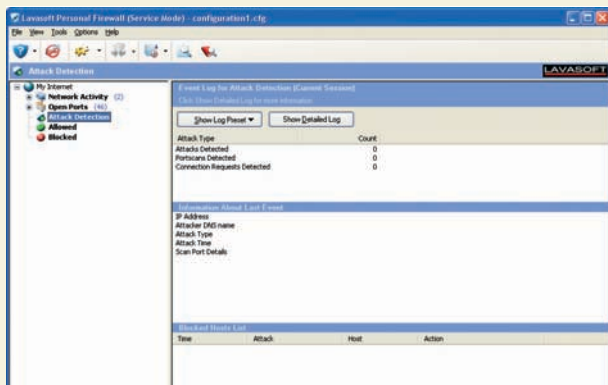 Lavasoft Personal Firewall (Service Mode) - configuration1.cfg
File View Tools Options Help
Attack Detection
LAVASOFT
My Internet
Network Activity (2)
Open Ports (46)
Attack Detection
Allowed
Blocked
Event Log for Attack Detection (Current Session)
Click Show Detailed Log for more information
Show Log Preset Show Detailed Log
Attack Type Count
Attacks Detected 0
Portscans Detected 0
Connection Requests Detected 0
Information About Last Event
IP Address
Attacker DNS name
Attack Type
Attack Time
Scan Port Details
Blocked Hosts List
Time Attack Host Action